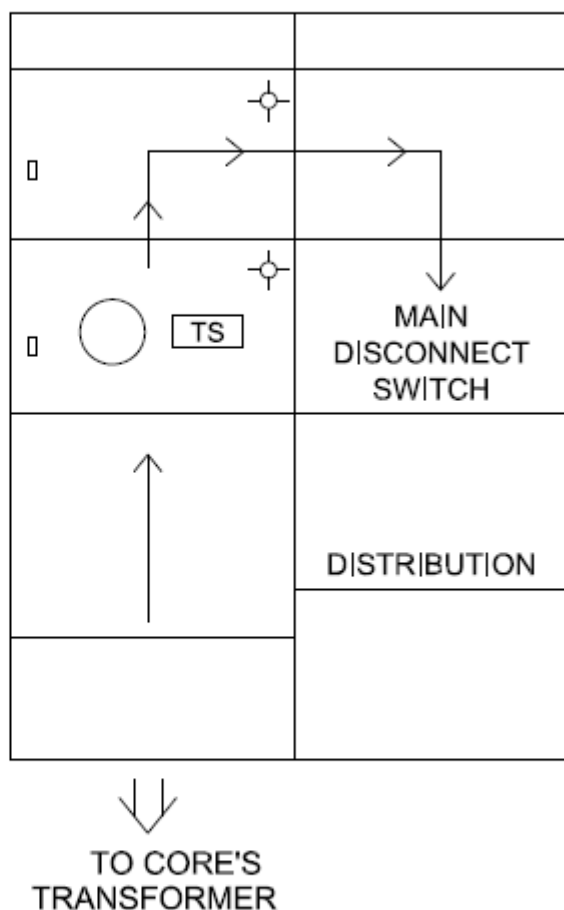 TS
MAIN
DISCONNECT
SWITCH
DISTRIBUTION
TO CORE'S
TRANSFORMER